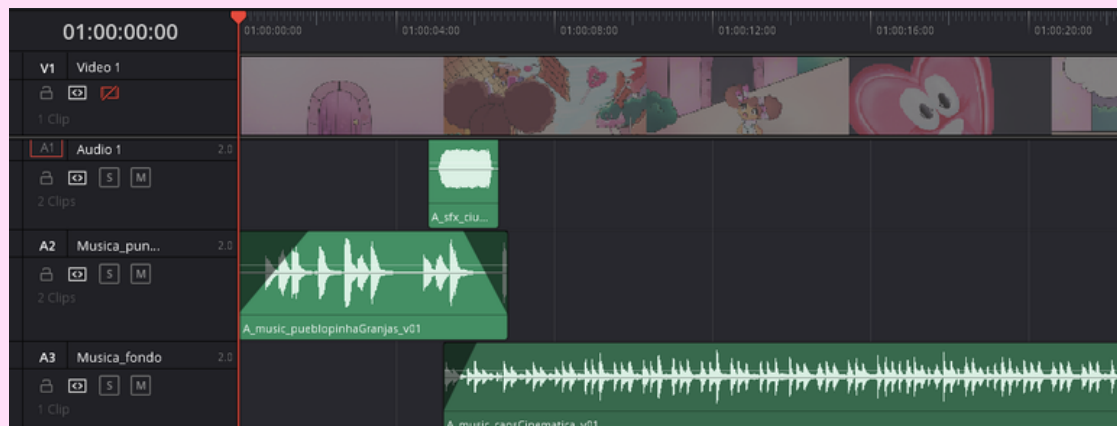 01:00:00:00
01:00:00:00 01:00:04:00 01:00:08:00 01:00:12:00 01:00:16:00 01:00:20:00
V1 Video 1
1 Clip
A1 Audio 1 2.0
S M
2 Clips
A_sfx_ciu...
A2 Musica_pun... 2.0
S M
2 Clips
A_music_pueblopinhaGranjas_v01
A3 Musica_fondo 2.0
S M
1 Clip
A_music_capsCinematica_v01